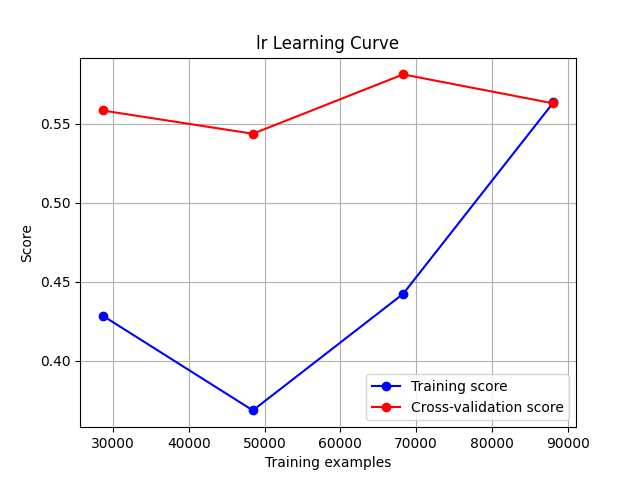 lr Learning Curve
Score
0.55
0.50
0.45
0.40
Training score
Cross-validation score
30000 40000 50000 60000 70000 80000 90000
Training examples